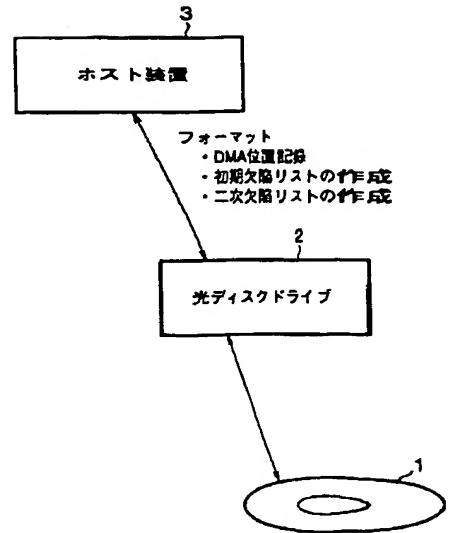 3
ホスト装置
フォーマット
・DMA位置記録
・初期欠陥リストの作成
・二次欠陥リストの作成
2
光ディスクドライブ
1